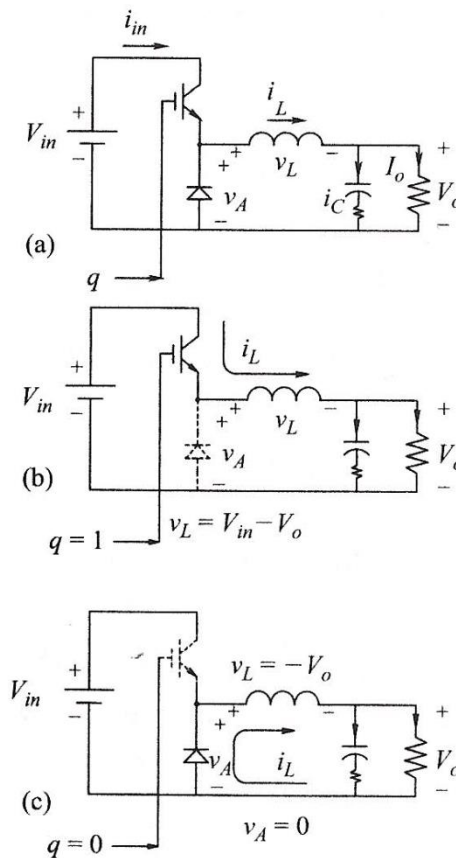 i_in
i_L
+
V_in
−
+ v_L −
I_o
+
v_A
i_C
V_o
−
−
(a)
q
i_L
+
V_in
−
+ + v_L −
+
v_A
V_o
−
−
(b)
q = 1
v_L = V_in − V_o
v_L = −V_o
+
V_in
−
+ + −
+
v_A
i_L
V_o
−
−
(c)
q = 0
v_A = 0